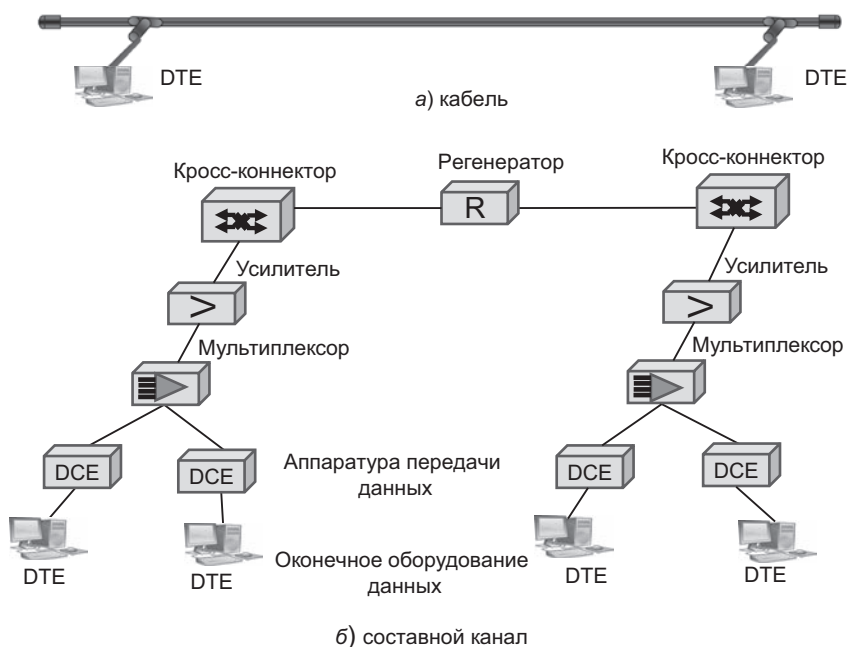 DTE
DTE
а) кабель
Кросс-коннектор
Регенератор
Кросс-коннектор
R
Усилитель
Усилитель
>
>
Мультиплексор
Мультиплексор
DCE
DCE
Аппаратура передачи
данных
DCE
DCE
DTE
DTE
Оконечное оборудование
данных
DTE
DTE
б) составной канал